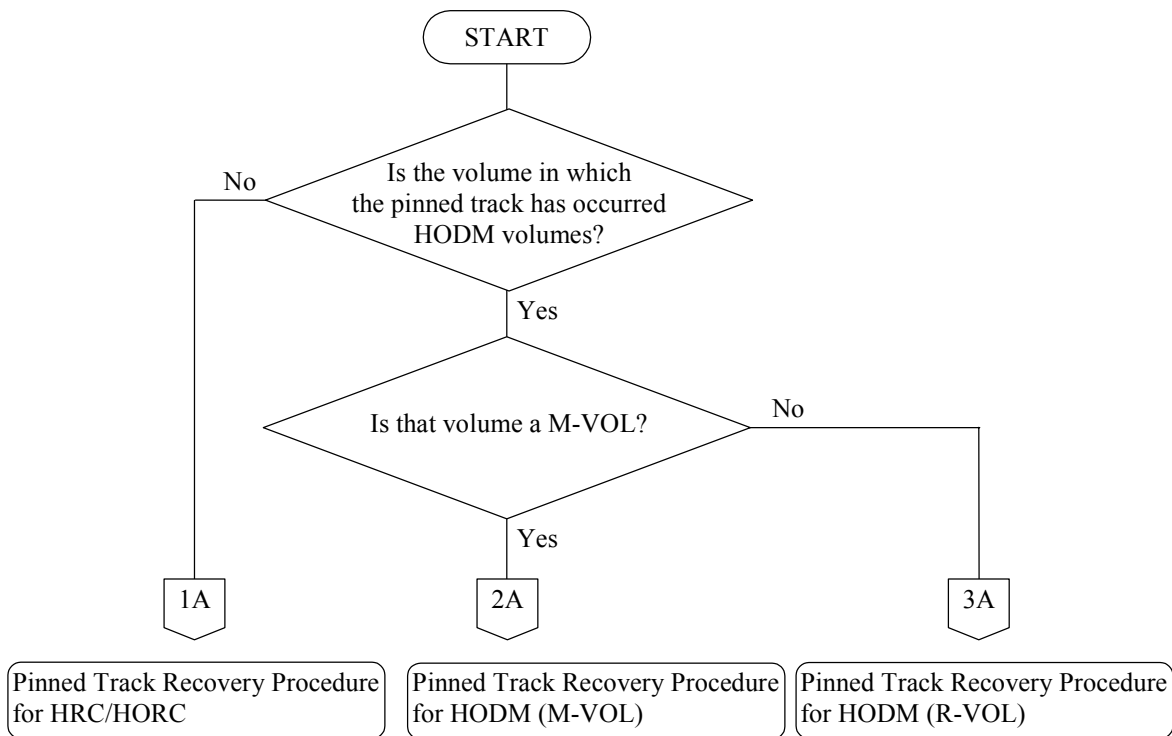 START
Is the volume in which
the pinned track has occurred
HODM volumes?
No
Yes
Is that volume a M-VOL?
No
Yes
1A
2A
3A
Pinned Track Recovery Procedure
for HRC/HORC
Pinned Track Recovery Procedure
for HODM (M-VOL)
Pinned Track Recovery Procedure
for HODM (R-VOL)